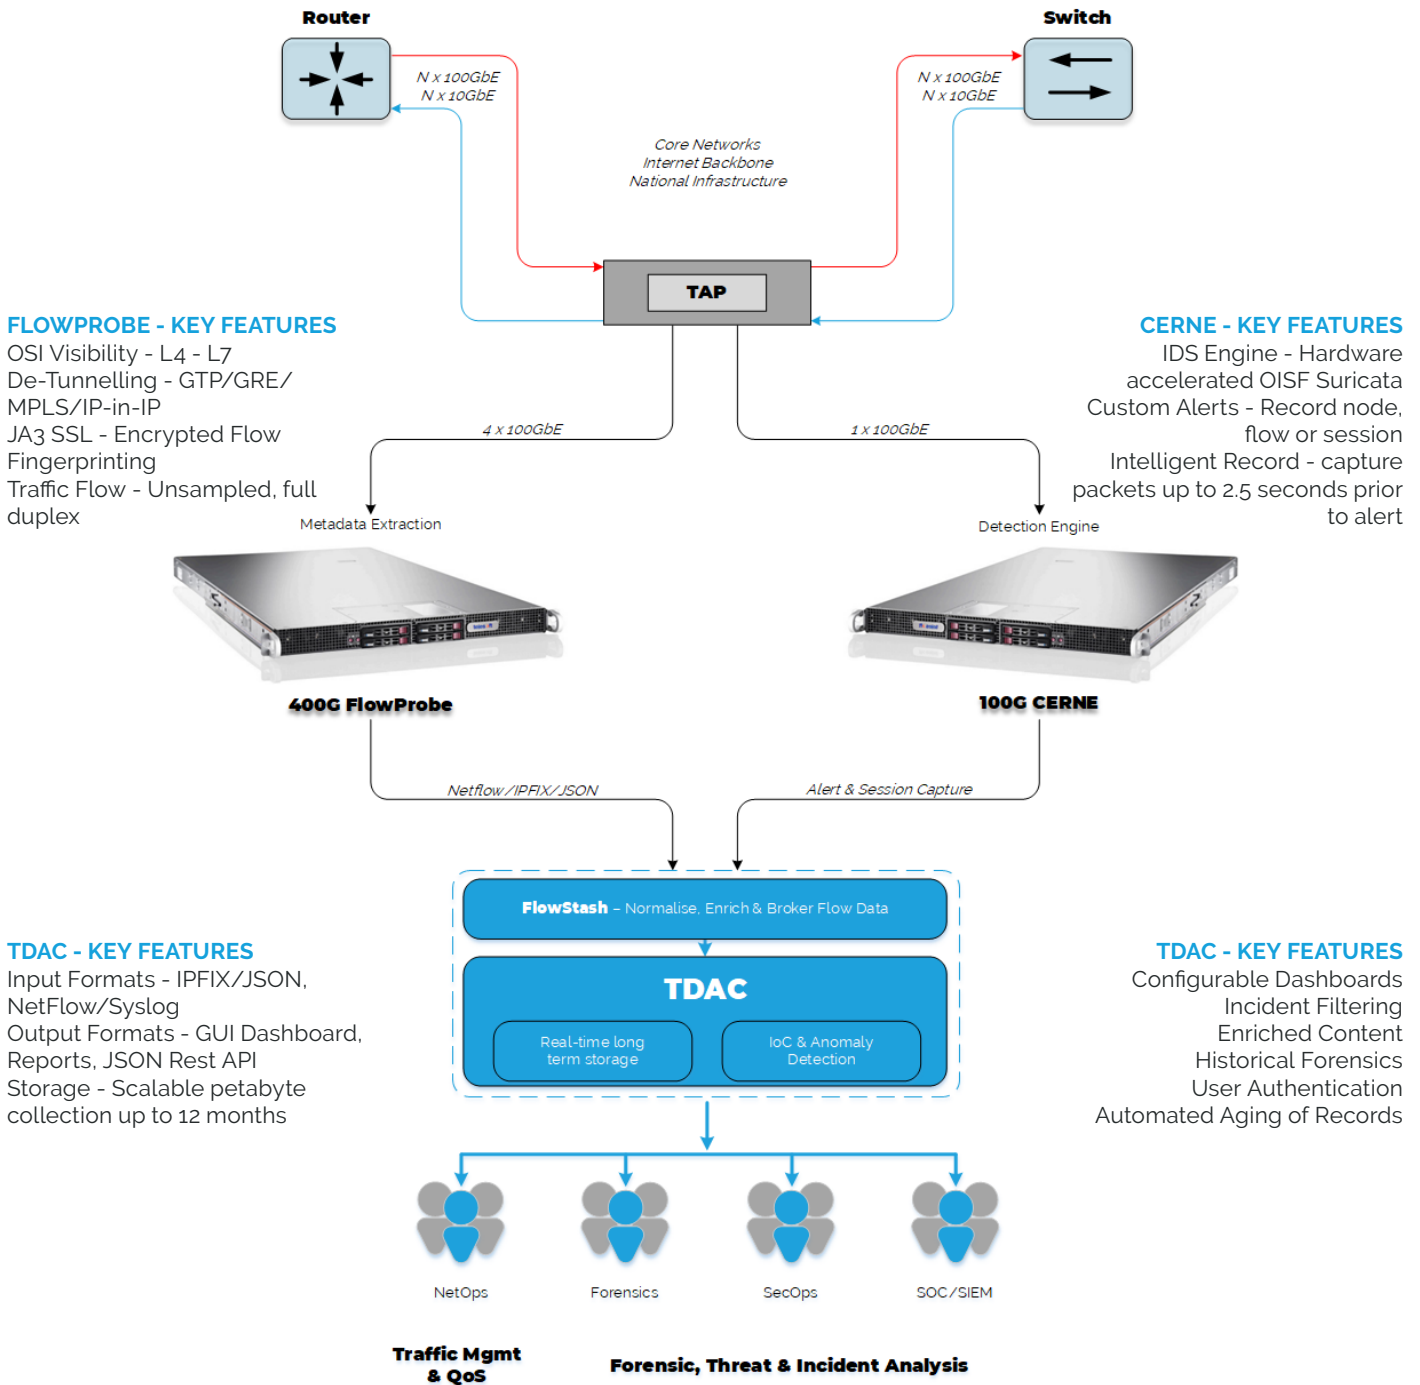 Router
Switch
N x 100GbE
N x 10GbE
N x 100GbE
N x 10GbE
Core Networks
Internet Backbone
National Infrastructure
TAP
FLOWPROBE - KEY FEATURES
OSI Visibility - L4 - L7
De-Tunnelling - GTP/GRE/
MPLS/IP-in-IP
JA3 SSL - Encrypted Flow
Fingerprinting
Traffic Flow - Unsampled, full
duplex
CERNE - KEY FEATURES
IDS Engine - Hardware
accelerated OISF Suricata
Custom Alerts - Record node,
flow or session
Intelligent Record - capture
packets up to 2.5 seconds prior
to alert
4 x 100GbE
1 x 100GbE
Metadata Extraction
Detection Engine
400G FlowProbe
100G CERNE
Netflow/IPFIX/JSON
Alert & Session Capture
FlowStash – Normalise, Enrich & Broker Flow Data
TDAC
Real-time long
term storage
IoC & Anomaly
Detection
TDAC - KEY FEATURES
Input Formats - IPFIX/JSON,
NetFlow/Syslog
Output Formats - GUI Dashboard,
Reports, JSON Rest API
Storage - Scalable petabyte
collection up to 12 months
TDAC - KEY FEATURES
Configurable Dashboards
Incident Filtering
Enriched Content
Historical Forensics
User Authentication
Automated Aging of Records
NetOps
Forensics
SecOps
SOC/SIEM
Traffic Mgmt
& QoS
Forensic, Threat & Incident Analysis